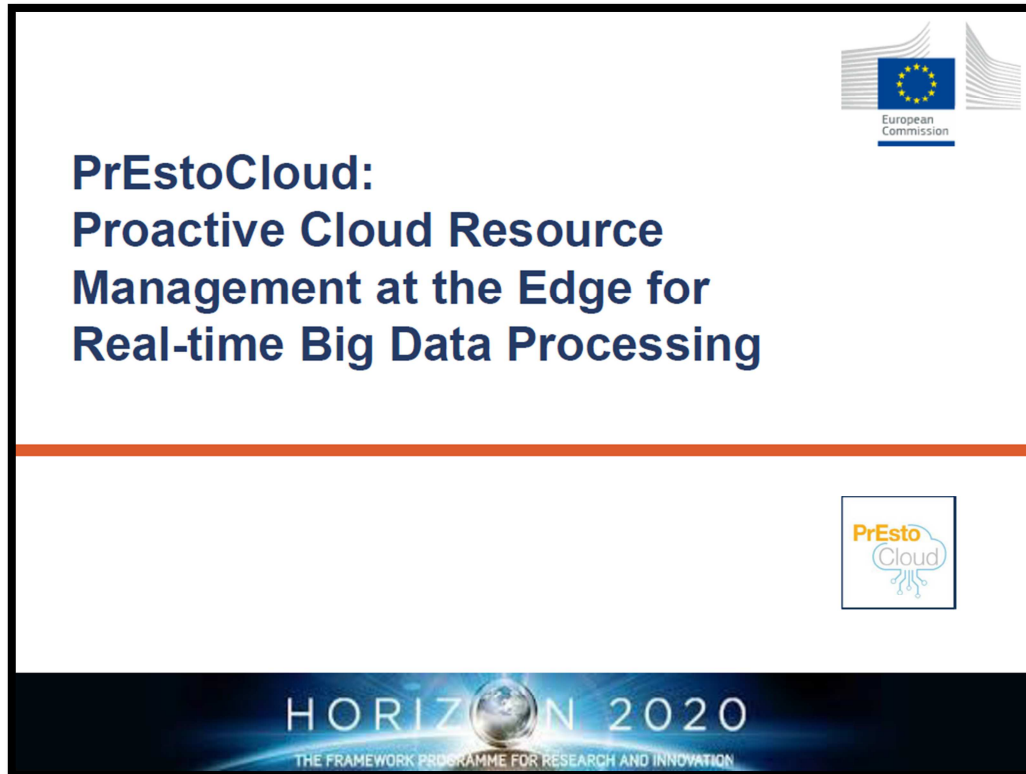 European
Commission
PrEstoCloud:
Proactive Cloud Resource
Management at the Edge for
Real-time Big Data Processing
PrEsto
Cloud
HORIZON 2020
THE FRAMEWORK PROGRAMME FOR RESEARCH AND INNOVATION